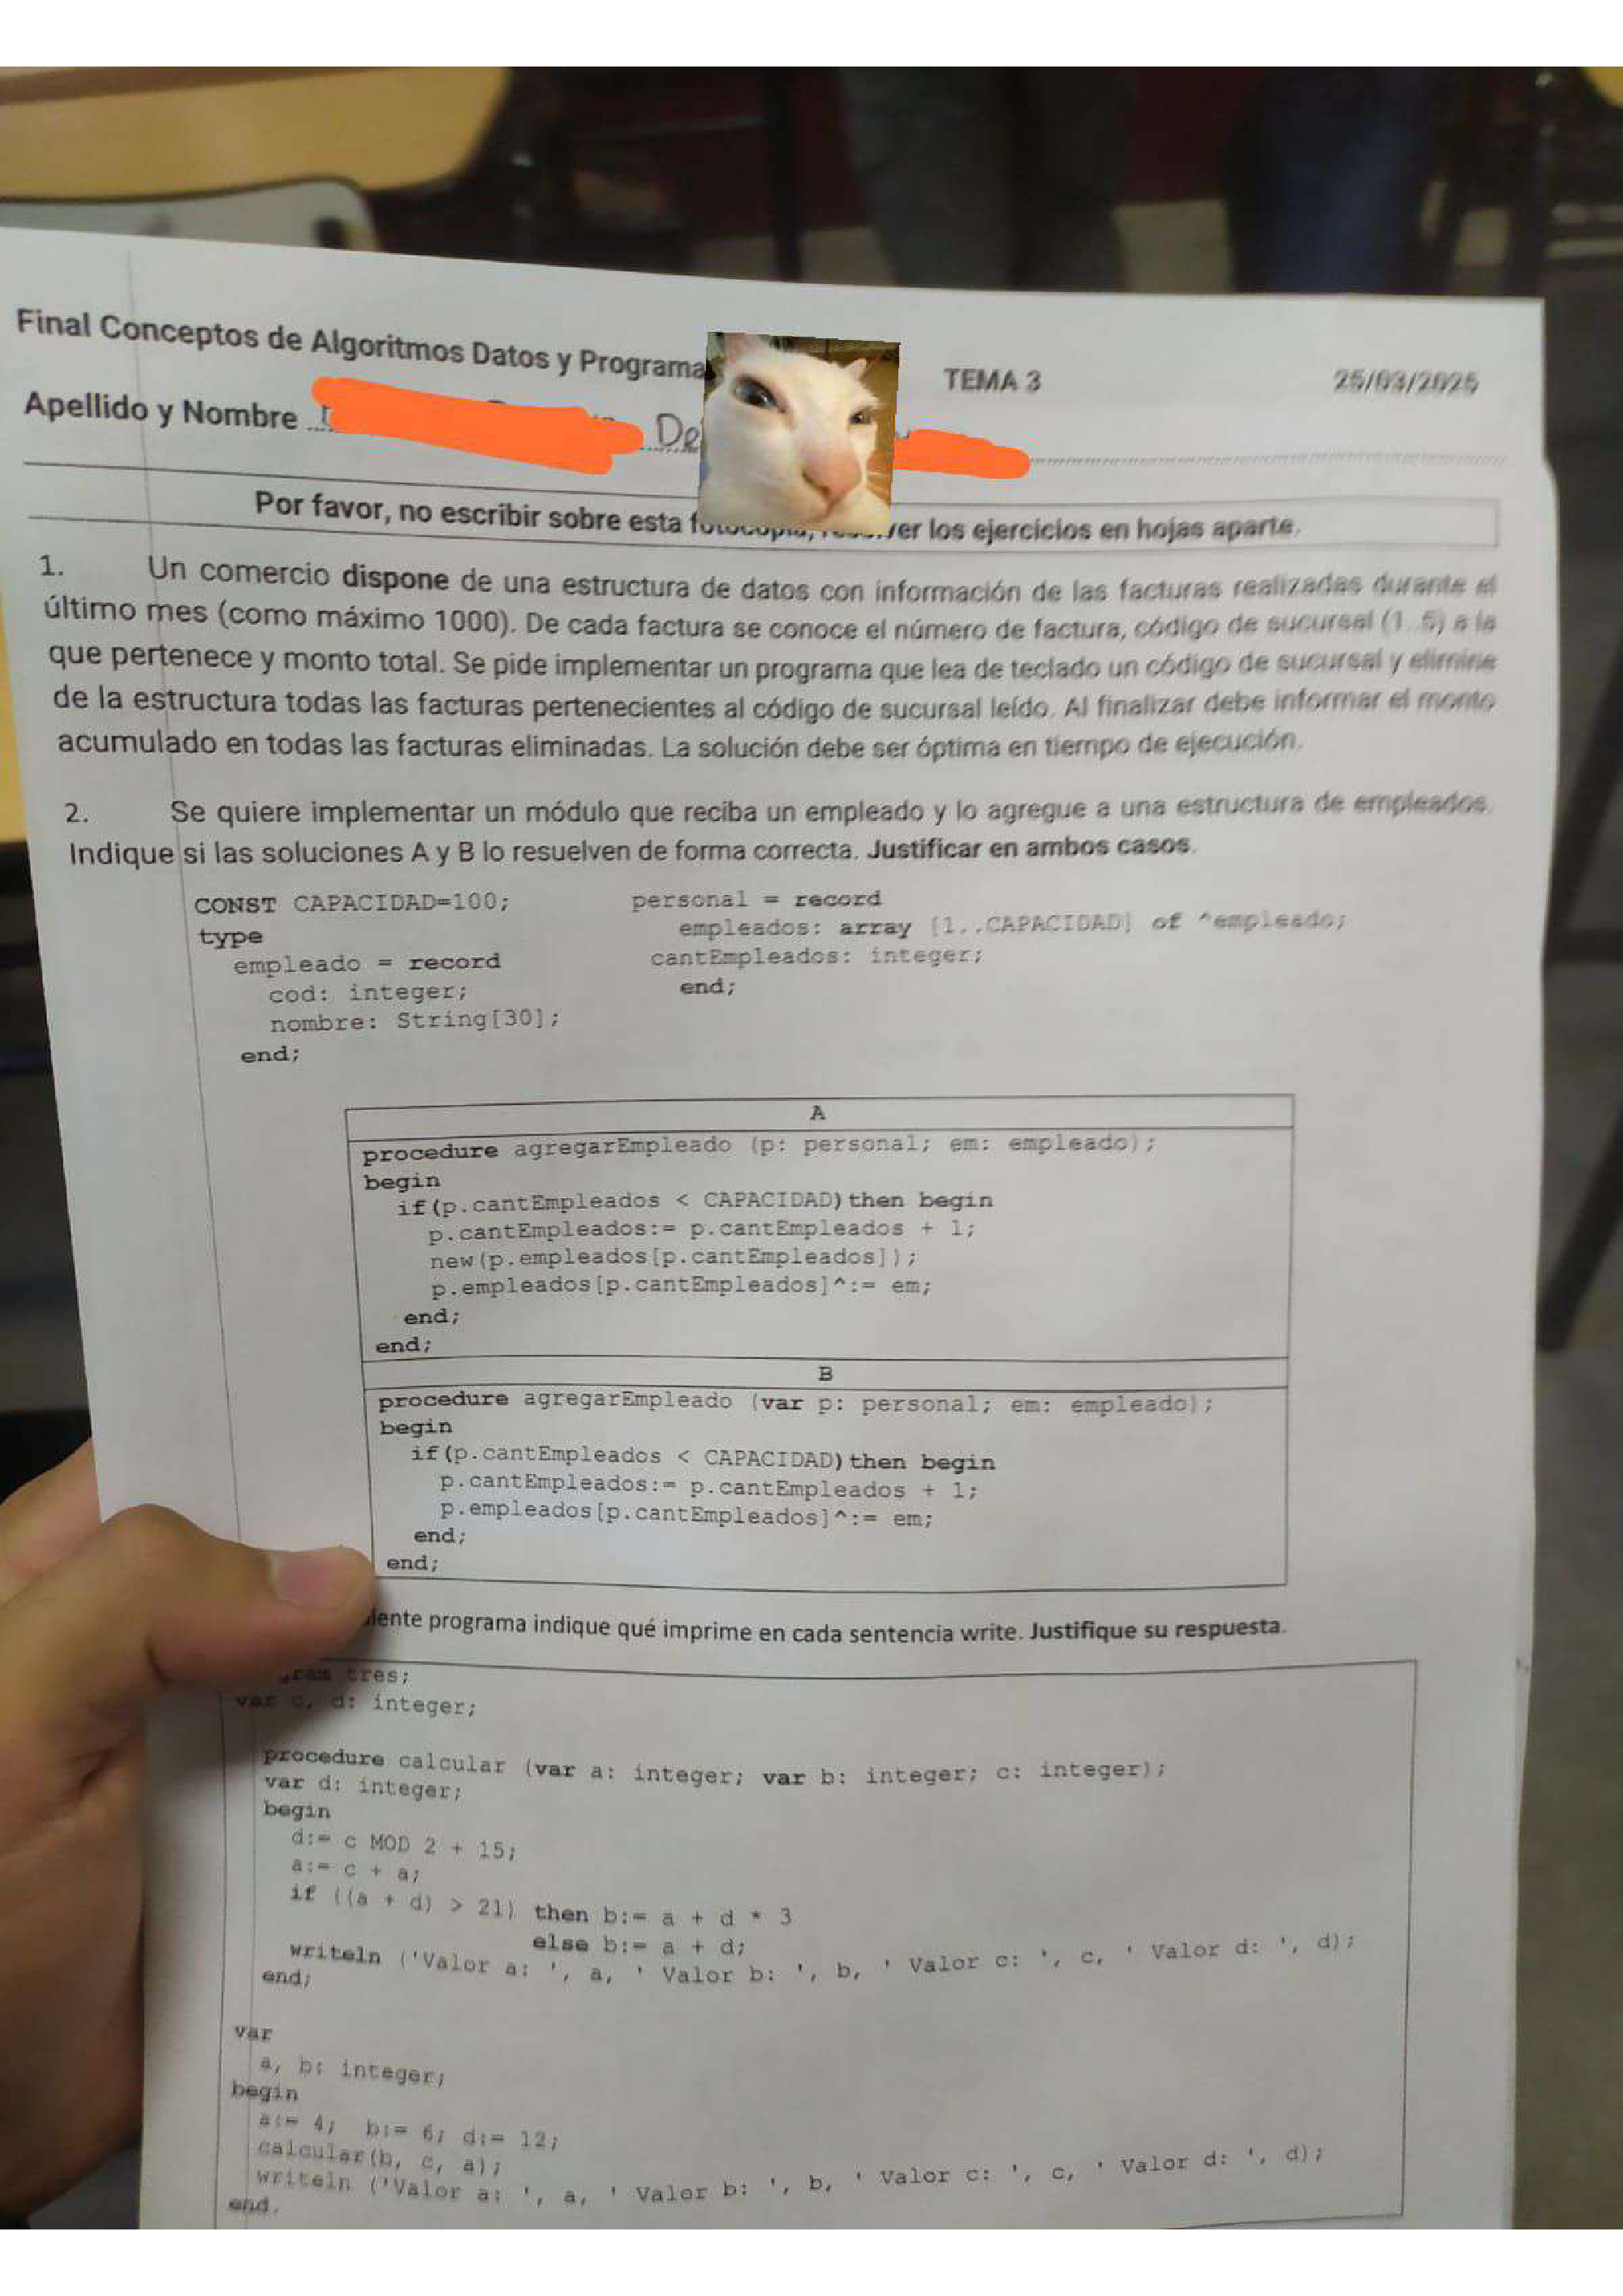 Final Conceptos de Algoritmos Datos y Programa
TEMA 3
25/03/2025
Apellido y Nombre
De
Por favor, no escribir sobre esta ver los ejercicios en hojas aparte.
1. Un comercio dispone de una estructura de datos con información de las facturas realizadas durante el
último mes (como máximo 1000). De cada factura se conoce el número de factura, código de sucursal (1..5) a la
que pertenece y monto total. Se pide implementar un programa que lea de teclado un código de sucursal y elimine
de la estructura todas las facturas pertenecientes al código de sucursal leído. Al finalizar debe informar el monto
acumulado en todas las facturas eliminadas. La solución debe ser óptima en tiempo de ejecución.
2. Se quiere implementar un módulo que reciba un empleado y lo agregue a una estructura de empleados.
Indique si las soluciones A y B lo resuelven de forma correcta. Justificar en ambos casos.
CONST CAPACIDAD=100;
type
empleado = record
cod: integer;
nombre: String[30];
end;
personal = record
empleados: array [1..CAPACIDAD] of ^empleado;
cantEmpleados: integer;
end;
A
procedure agregarEmpleado (p: personal; em: empleado);
begin
if(p.cantEmpleados < CAPACIDAD)then begin
p.cantEmpleados:= p.cantEmpleados + 1;
new(p.empleados[p.cantEmpleados]);
p.empleados[p.cantEmpleados]^:= em;
end;
end;
B
procedure agregarEmpleado (var p: personal; em: empleado);
begin
if(p.cantEmpleados < CAPACIDAD)then begin
p.cantEmpleados:= p.cantEmpleados + 1;
p.empleados[p.cantEmpleados]^:= em;
end;
end;
iente programa indique qué imprime en cada sentencia write. Justifique su respuesta.
gram tres;
var c, d: integer;
procedure calcular (var a: integer; var b: integer; c: integer);
var d: integer;
begin
d:= c MOD 2 + 15;
a:= c + a;
if ((a + d) > 21) then b:= a + d * 3
else b:= a + d;
writeln ('Valor a: ', a, ' Valor b: ', b, ' Valor c: ', c, ' Valor d: ', d);
end;
var
a, b: integer;
begin
a:= 4; b:= 6; d:= 12;
calcular(b, c, a);
writeln ('Valor a: ', a, ' Valor b: ', b, ' Valor c: ', c, ' Valor d: ', d);
end.